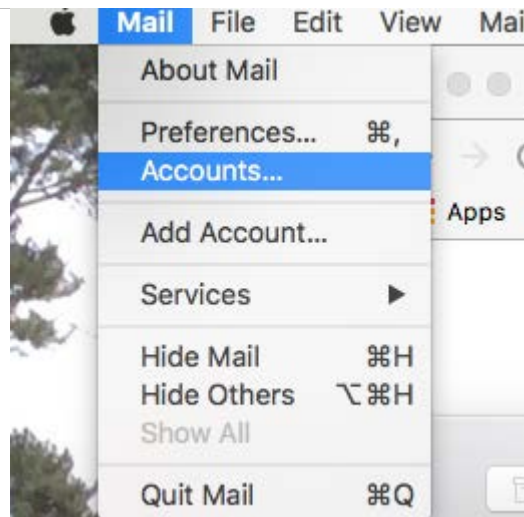 Mail File Edit View Mai
About Mail
Preferences... ⌘,
Accounts...
Apps
Add Account...
Services ▶
Hide Mail ⌘H
Hide Others ⌥⌘H
Show All
Quit Mail ⌘Q